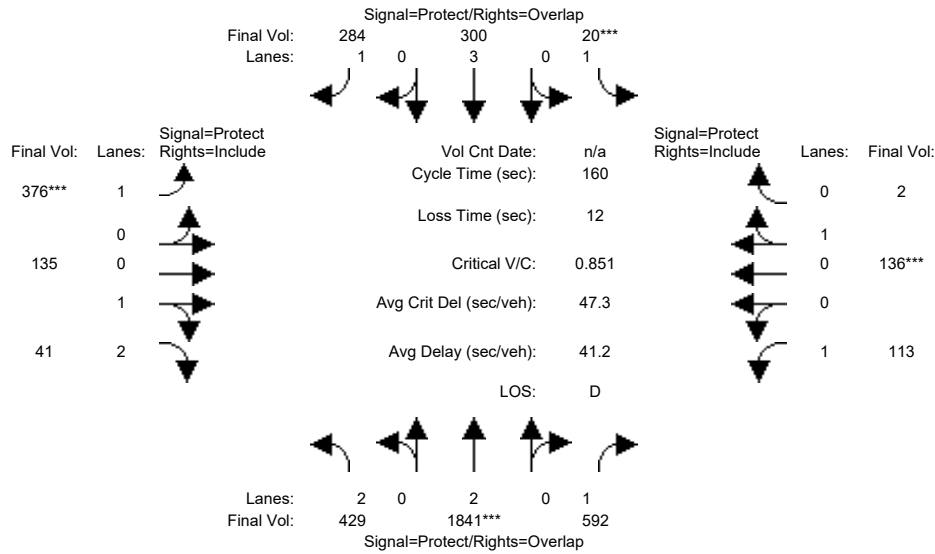 Signal=Protect/Rights=Overlap
Final Vol: 284 300 20***
Lanes: 1 0 3 0 1
Signal=Protect
Final Vol: Lanes: Rights=Include
Vol Cnt Date: n/a
Signal=Protect
Rights=Include Lanes: Final Vol:
Cycle Time (sec): 160
376*** 1
0 2
Loss Time (sec): 12
0
1
135 0
Critical V/C: 0.851
0 136***
1
Avg Crit Del (sec/veh): 47.3
0
41 2
Avg Delay (sec/veh): 41.2
1 113
LOS: D
Lanes: 2 0 2 0 1
Final Vol: 429 1841*** 592
Signal=Protect/Rights=Overlap